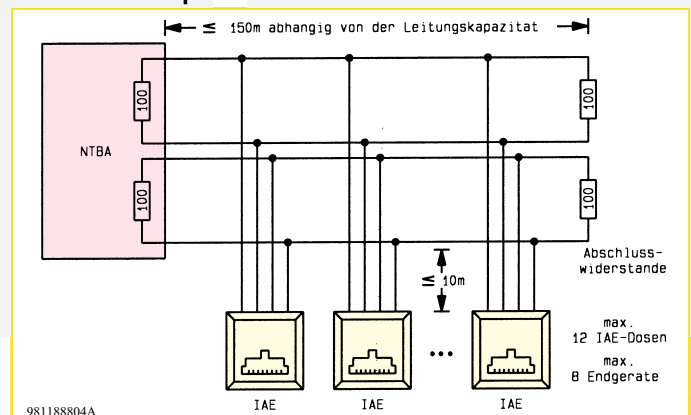 ≤ 150m abhangig von der Leitungskapazitat
100
100
NTBA
100
100
Abschluss-
widerstande
≤ 10m
max.
12 IAE-Dosen
max.
8 Endgerate
IAE
IAE
IAE
981188804A